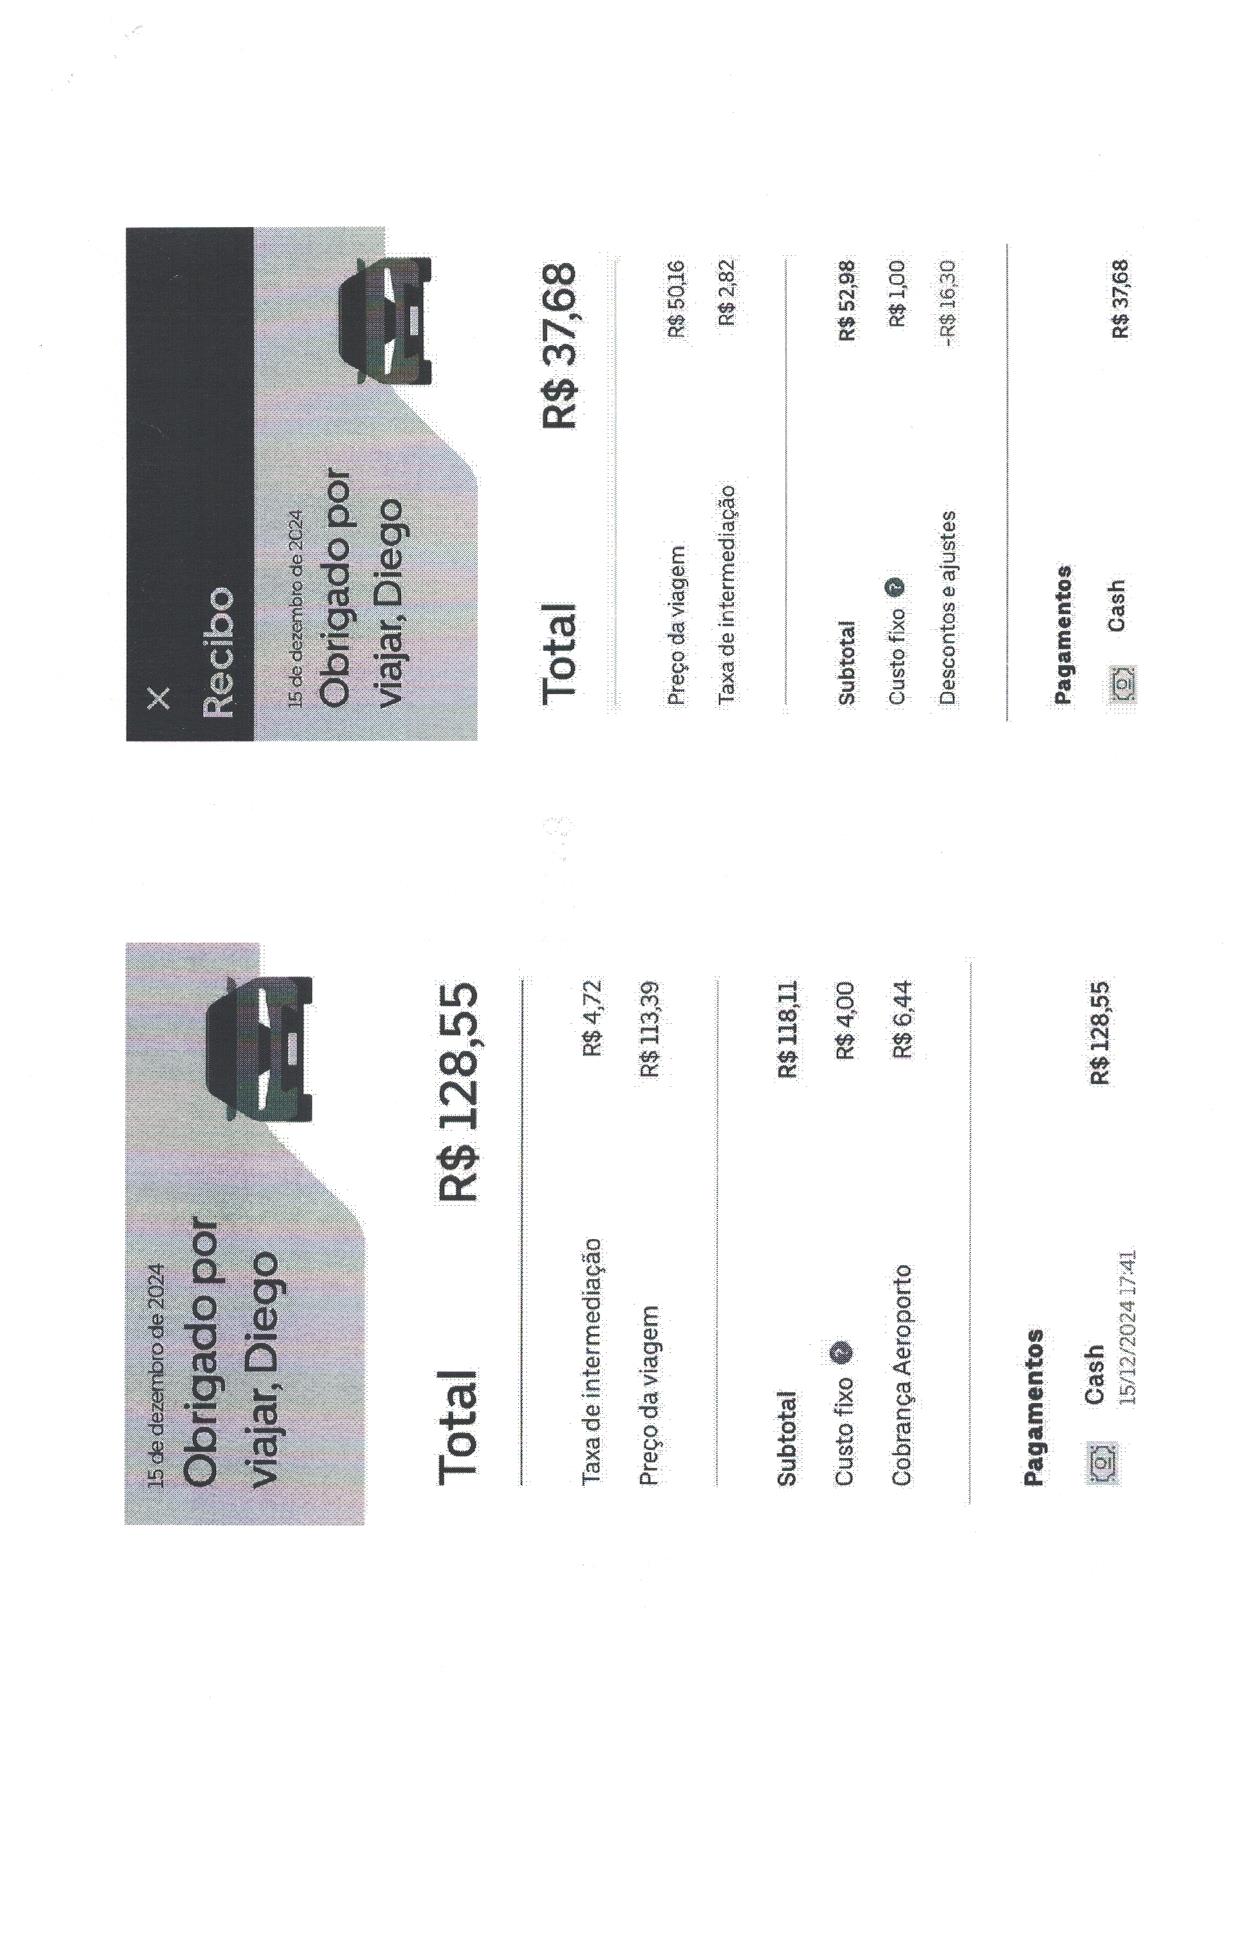 15 de dezembro de 2024
Obrigado por
viajar, Diego
Total R$ 128,55
Taxa de intermediação R$ 4,72
Preço da viagem R$ 113,39
Subtotal R$ 118,11
Custo fixo ? R$ 4,00
Cobrança Aeroporto R$ 6,44
Pagamentos
Cash R$ 128,55
15/12/2024 17:41
X
Recibo
15 de dezembro de 2024
Obrigado por
viajar, Diego
Total R$ 37,68
Preço da viagem R$ 50,16
Taxa de intermediação R$ 2,82
Subtotal R$ 52,98
Custo fixo ? R$ 1,00
Descontos e ajustes -R$ 16,30
Pagamentos
Cash R$ 37,68